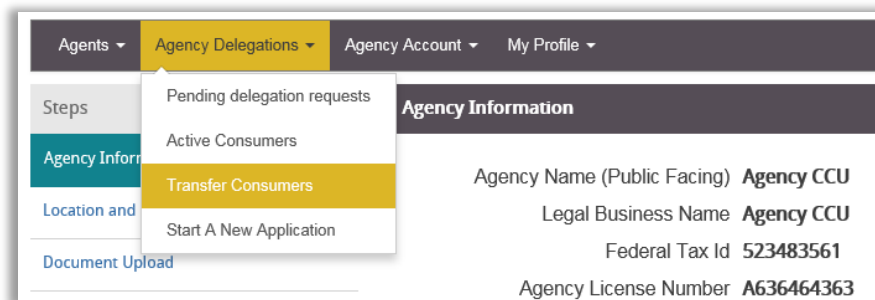 Agents Agency Delegations Agency Account My Profile
Steps
Pending delegation requests
Active Consumers
Transfer Consumers
Start A New Application
Agency Inforr
Location and
Document Upload
Agency Information
Agency Name (Public Facing) Agency CCU
Legal Business Name Agency CCU
Federal Tax Id 523483561
Agency License Number A636464363